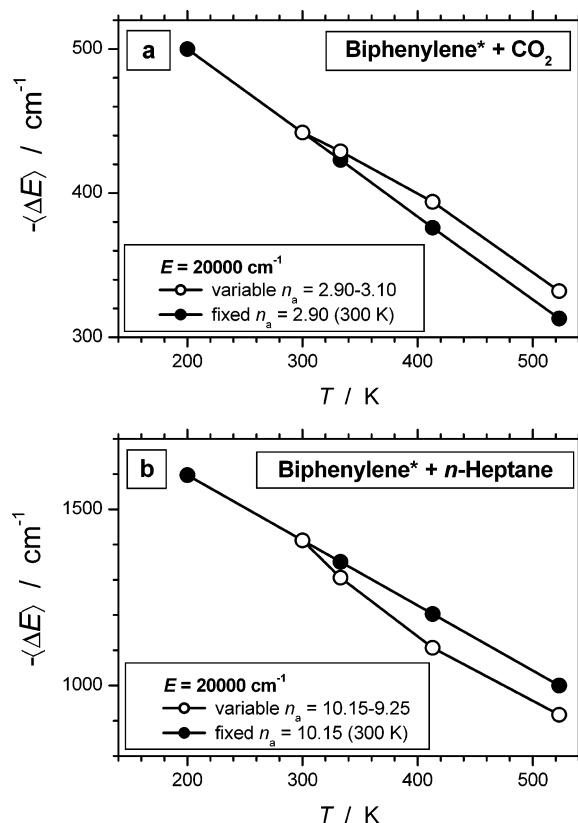 a
Biphenylene* + CO₂
500
400
300
-⟨ΔE⟩ / cm⁻¹
E = 20000 cm⁻¹
variable nₐ = 2.90-3.10
fixed nₐ = 2.90 (300 K)
200 300 400 500
T / K
b
Biphenylene* + n-Heptane
1500
1000
-⟨ΔE⟩ / cm⁻¹
E = 20000 cm⁻¹
variable nₐ = 10.15-9.25
fixed nₐ = 10.15 (300 K)
200 300 400 500
T / K